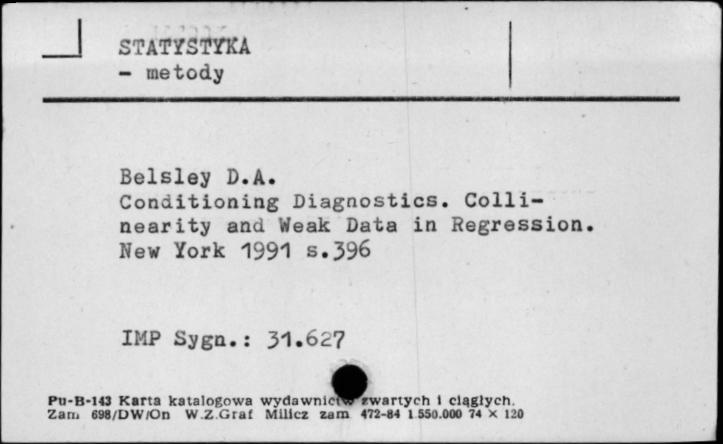 STATYSTYKA
- metody
Belsley D.A.
Conditioning Diagnostics. Colli-
nearity and Weak Data in Regression.
New York 1991 s.396
IMP Sygn.: 31.627
Pu-B-143 Karta katalogowa wydawnictw zwartych i ciągłych.
Zam 698/DW/On W.Z.Graf Milicz zam 472-84 1.550.000 74 × 120